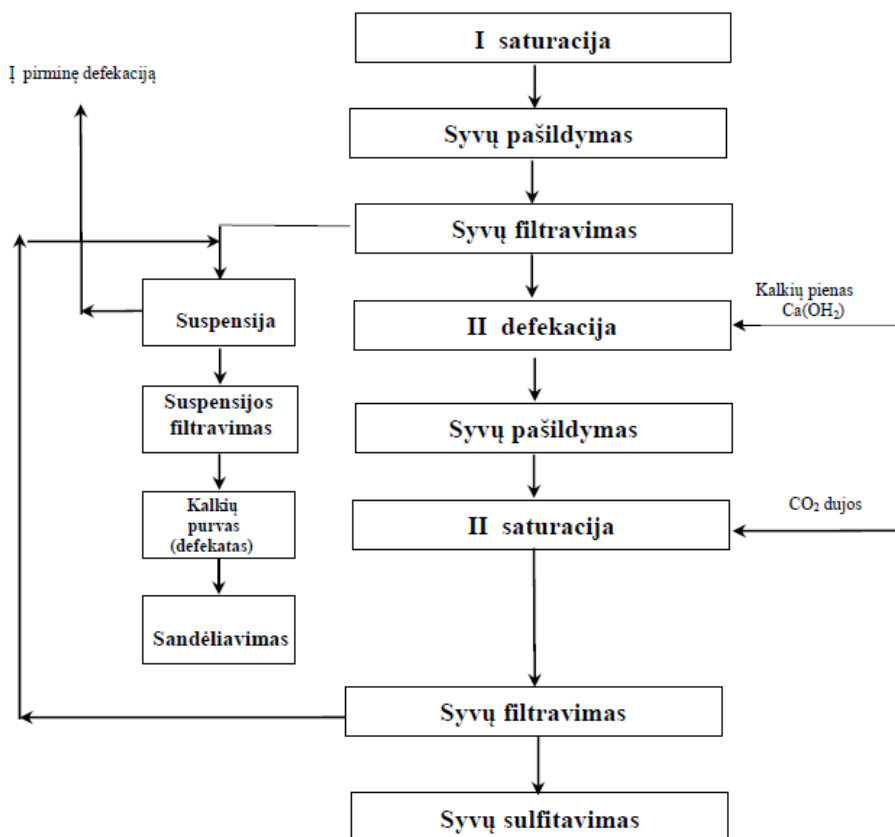 I saturacija
Į pirminę defekaciją
Syvų pašildymas
Syvų filtravimas
Kalkių pienas
Ca(OH₂)
Suspensija
II defekacija
Suspensijos
filtravimas
Syvų pašildymas
Kalkių
purvas
(defekatas)
CO₂ dujos
II saturacija
Sandėliavimas
Syvų filtravimas
Syvų sulfitavimas